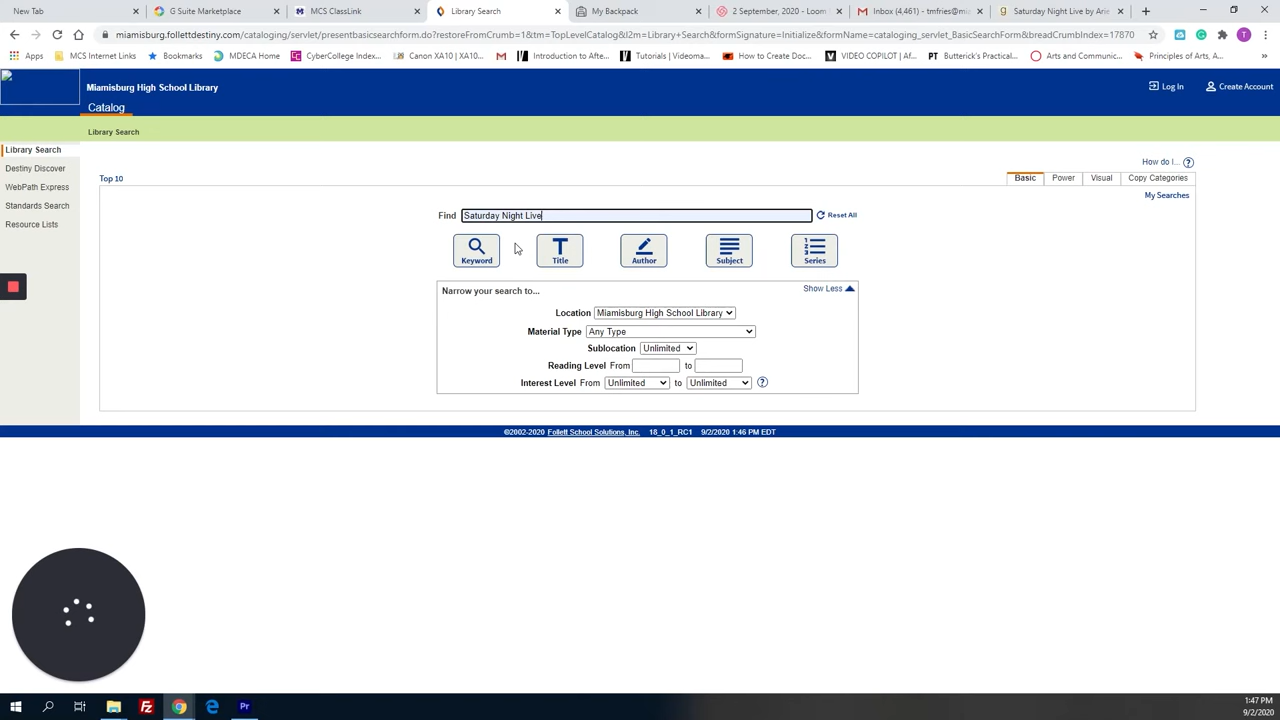 New Tab
G Suite Marketplace
MCS ClassLink
Library Search
My Backpack
2 September, 2020 - Loom
Inbox (4,461) - tmfries@mi
Saturday Night Live by Arie
miamisburg.follettdestiny.com/cataloging/servlet/presentbasicsearchform.do?restoreFromCrumb=1&tm=TopLevelCatalog&l2m=Library+Search&formSignature=Initialize&formName=cataloging_servlet_BasicSearchForm&breadCrumbIndex=17870
T
Apps
MCS Internet Links
Bookmarks
MDECA Home
CyberCollege Index...
Canon XA10 | XA10...
Introduction to Afte...
Tutorials | Videoma...
How to Create Doc...
VIDEO COPILOT | Af...
PT Butterick's Practical...
Arts and Communic...
Principles of Arts, A...
Miamisburg High School Library
Log In
Create Account
Catalog
Library Search
Library Search
Destiny Discover
WebPath Express
Standards Search
Resource Lists
How do I... ?
Top 10
Basic
Power
Visual
Copy Categories
My Searches
Find Saturday Night Live
Reset All
Keyword
Title
Author
Subject
Series
Narrow your search to...
Show Less
Location Miamisburg High School Library
Material Type Any Type
Sublocation Unlimited
Reading Level From to
Interest Level From Unlimited to Unlimited ?
©2002-2020 Follett School Solutions, Inc. 18_0_1_RC1 9/2/2020 1:46 PM EDT
Fz
Pr
1:47 PM
9/2/2020